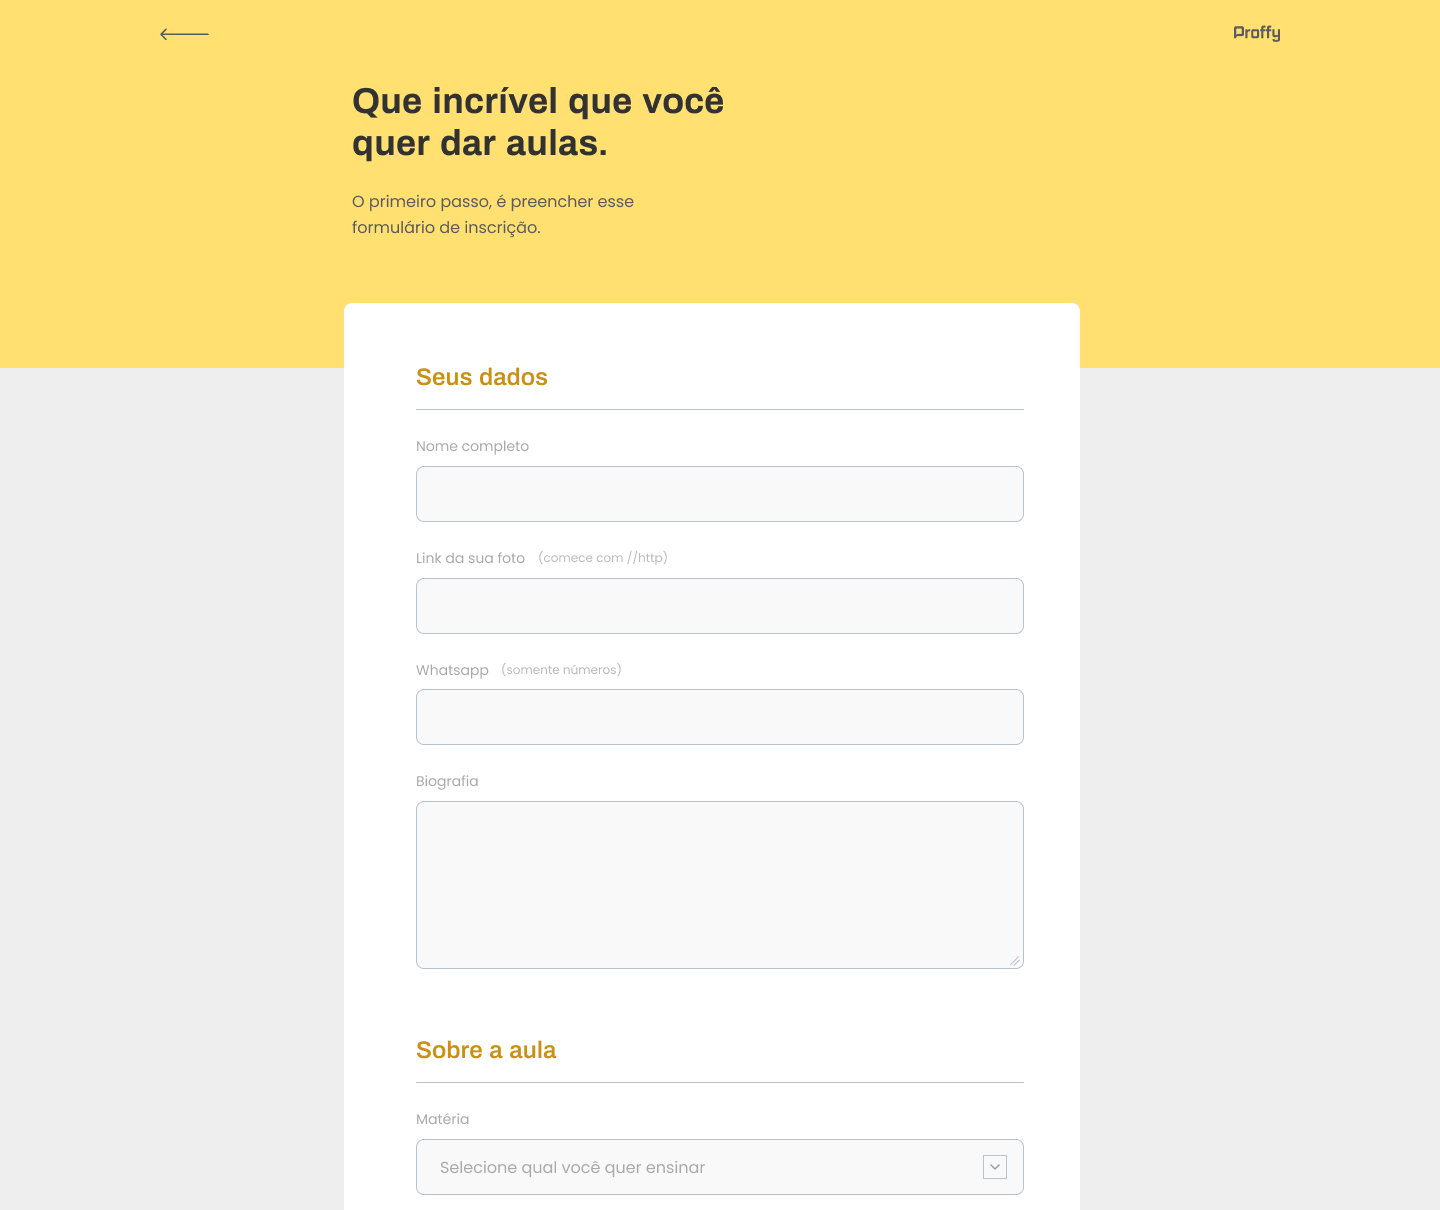 Proffy
Que incrível que você
quer dar aulas.
O primeiro passo, é preencher esse
formulário de inscrição.
Seus dados
Nome completo
Link da sua foto (comece com //http)
Whatsapp (somente números)
Biografia
Sobre a aula
Matéria
Selecione qual você quer ensinar